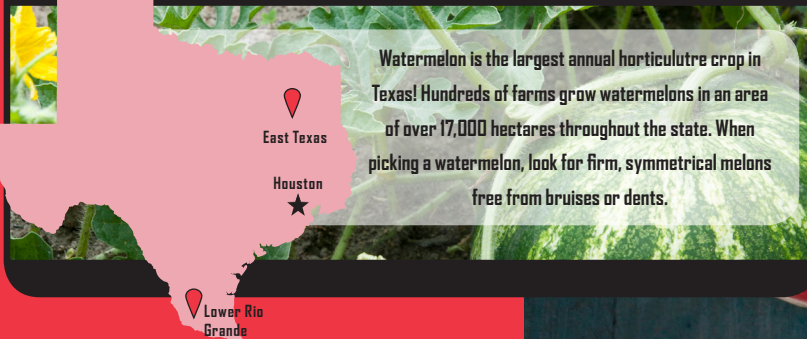 Watermelon is the largest annual horticulutre crop in
Texas! Hundreds of farms grow watermelons in an area
of over 17,000 hectares throughout the state. When
picking a watermelon, look for firm, symmetrical melons
free from bruises or dents.
East Texas
Houston
Lower Rio
Grande